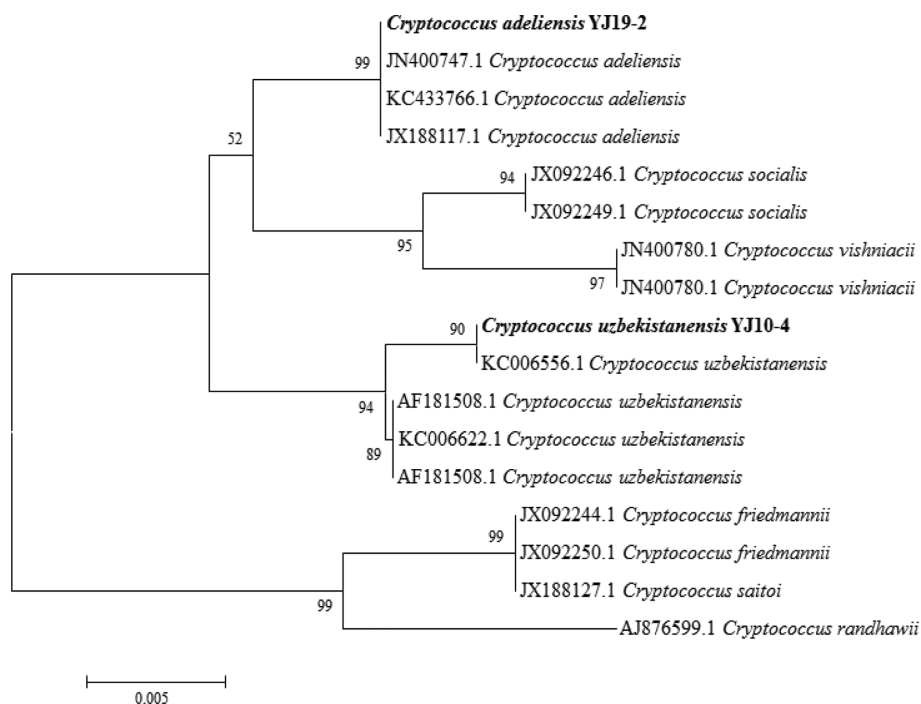 Cryptococcus adeliensis YJ19-2
99
JN400747.1 Cryptococcus adeliensis
KC433766.1 Cryptococcus adeliensis
JX188117.1 Cryptococcus adeliensis
52
94
JX092246.1 Cryptococcus socialis
JX092249.1 Cryptococcus socialis
95
JN400780.1 Cryptococcus vishniacii
97
JN400780.1 Cryptococcus vishniacii
90
Cryptococcus uzbekistanensis YJ10-4
KC006556.1 Cryptococcus uzbekistanensis
94
AF181508.1 Cryptococcus uzbekistanensis
KC006622.1 Cryptococcus uzbekistanensis
89
AF181508.1 Cryptococcus uzbekistanensis
JX092244.1 Cryptococcus friedmannii
99
JX092250.1 Cryptococcus friedmannii
JX188127.1 Cryptococcus saitoi
99
AJ876599.1 Cryptococcus randhawii
0.005